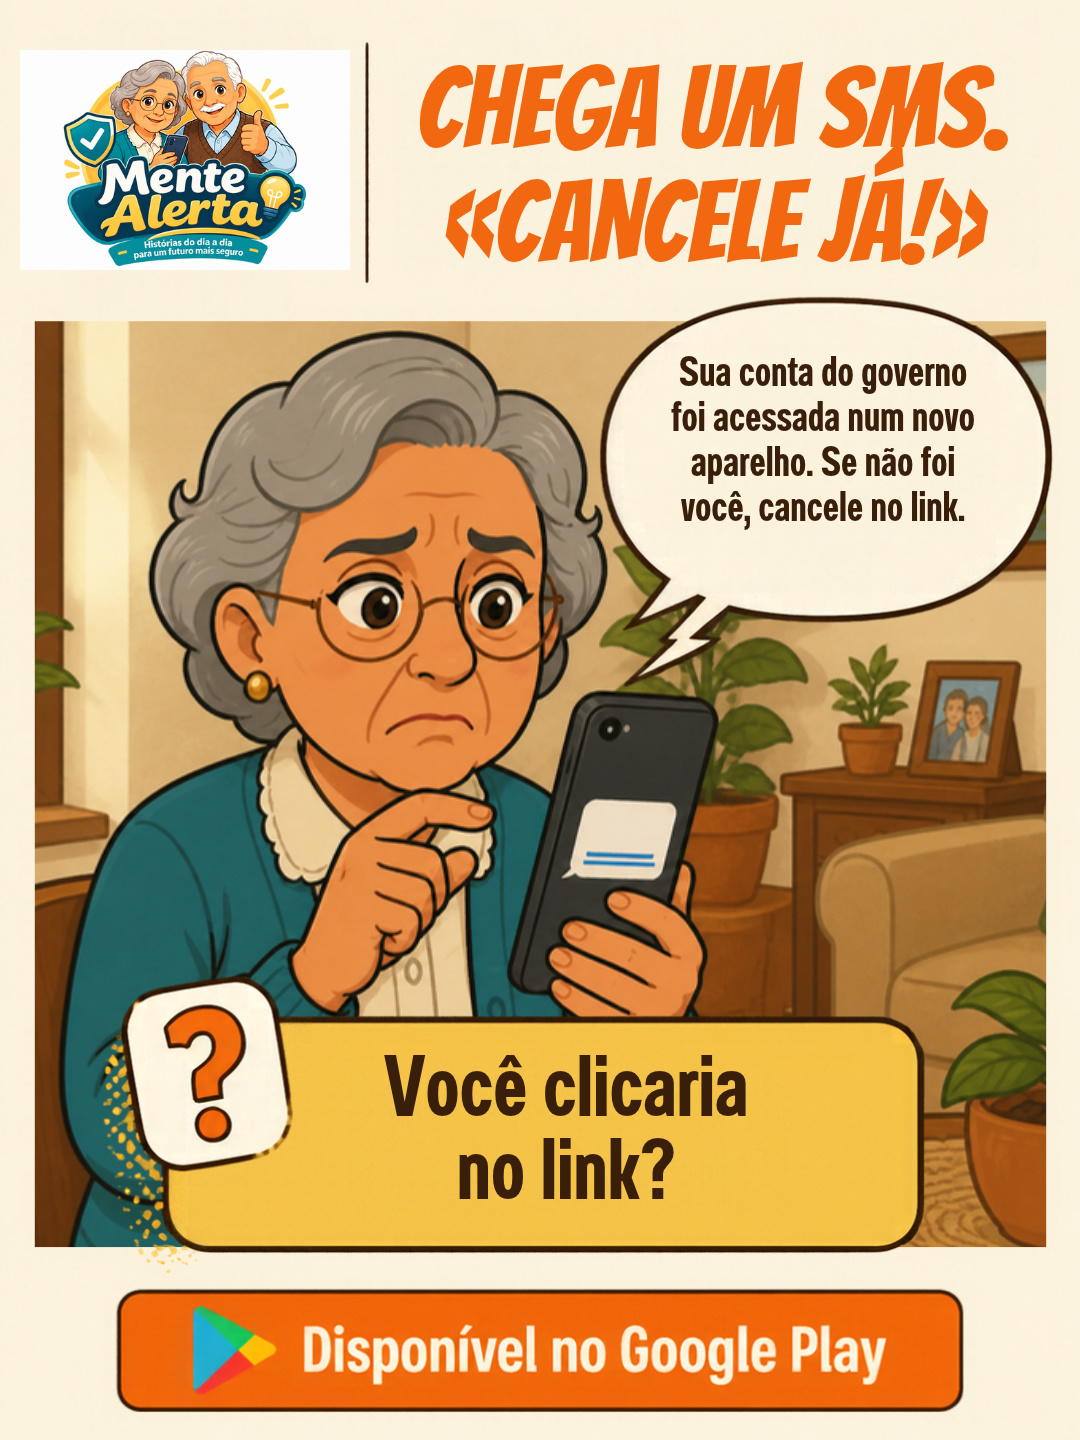 Mente
Alerta
Histórias do dia a dia
para um futuro mais seguro
CHEGA UM SMS.
«CANCELE JÁ!»
Sua conta do governo
foi acessada num novo
aparelho. Se não foi
você, cancele no link.
?
Você clicaria
no link?
Disponível no Google Play